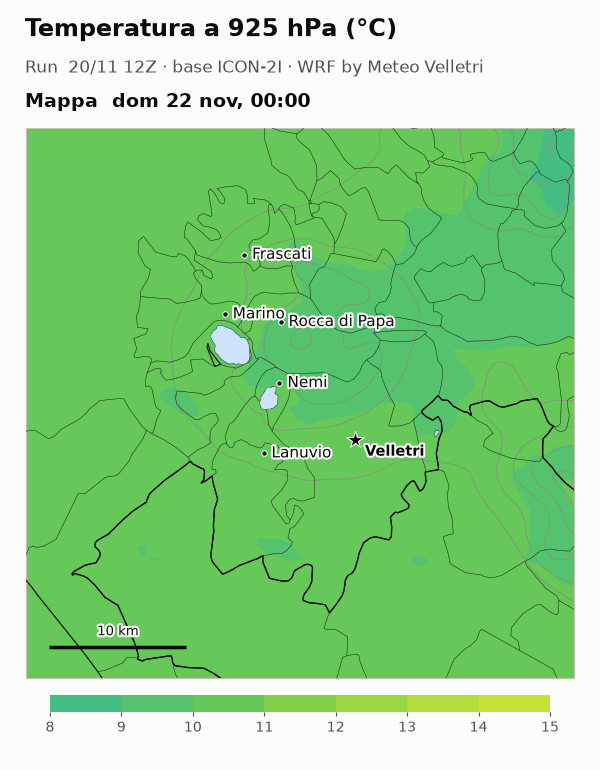 Temperatura a 925 hPa (°C)
Run  20/11 12Z · base ICON-2I · WRF by Meteo Velletri
Mappa  dom 22 nov, 00:00
Frascati
Marino
Rocca di Papa
Nemi
Velletri
Lanuvio
10 km
8 9 10 11 12 13 14 15